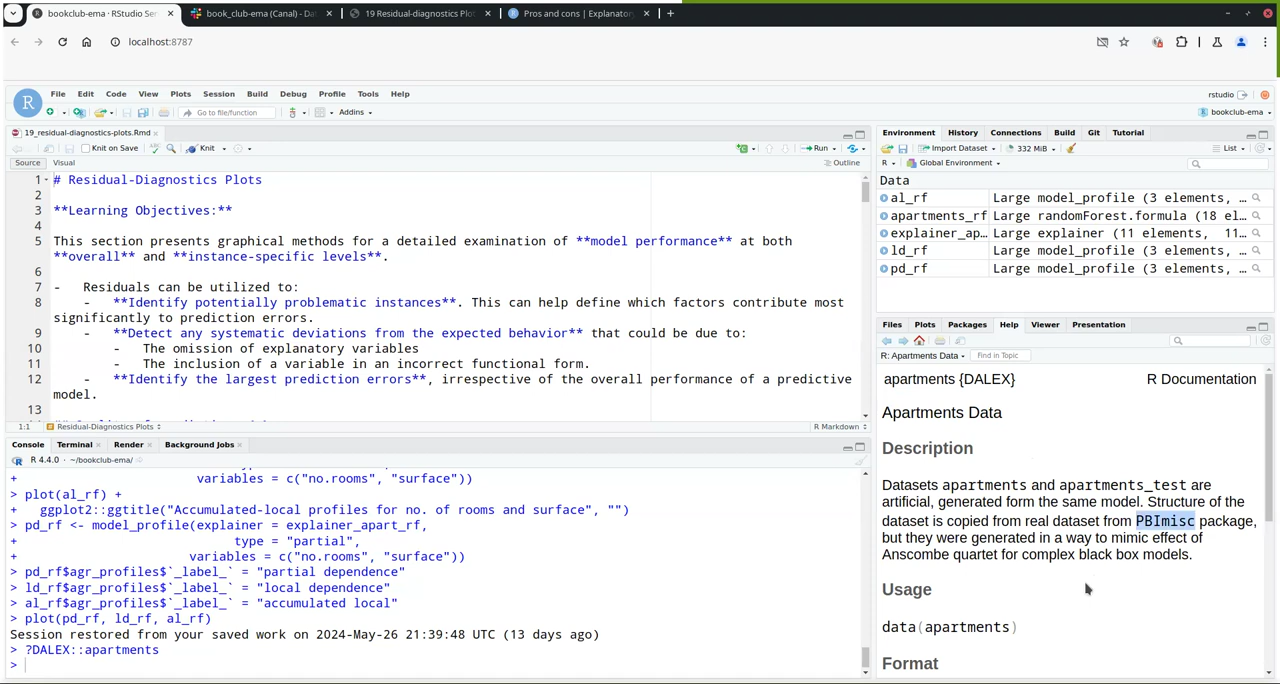 bookclub-ema : RStudio Ser
book_club-ema (Canal) - Da
19 Residual-diagnostics Plot
Pros and cons | Explanatory
localhost:8787
File Edit Code View Plots Session Build Debug Profile Tools Help
rstudio
Go to file/function
Addins
bookclub-ema
19_residual-diagnostics-plots.Rmd
Knit on Save
Knit
Run
Source Visual
Outline
1 # Residual-Diagnostics Plots
2
3 **Learning Objectives:**
4
5 This section presents graphical methods for a detailed examination of **model performance** at both
**overall** and **instance-specific levels**.
6
7 - Residuals can be utilized to:
8 - **Identify potentially problematic instances**. This can help define which factors contribute most
significantly to prediction errors.
9 - **Detect any systematic deviations from the expected behavior** that could be due to:
10 - The omission of explanatory variables
11 - The inclusion of a variable in an incorrect functional form.
12 - **Identify the largest prediction errors**, irrespective of the overall performance of a predictive
model.
13
1:1 Residual-Diagnostics Plots
R Markdown
Console Terminal Render Background Jobs
R 4.4.0 · ~/bookclub-ema/
+ variables = c("no.rooms", "surface"))
> plot(al_rf) +
+ ggplot2::ggtitle("Accumulated-local profiles for no. of rooms and surface", "")
> pd_rf <- model_profile(explainer = explainer_apart_rf,
+ type = "partial",
+ variables = c("no.rooms", "surface"))
> pd_rf$agr_profiles$`_label_` = "partial dependence"
> ld_rf$agr_profiles$`_label_` = "local dependence"
> al_rf$agr_profiles$`_label_` = "accumulated local"
> plot(pd_rf, ld_rf, al_rf)
Session restored from your saved work on 2024-May-26 21:39:48 UTC (13 days ago)
> ?DALEX::apartments
>
Environment History Connections Build Git Tutorial
Import Dataset
332 MiB
List
R Global Environment
Data
al_rf Large model_profile (3 elements, …
apartments_rf Large randomForest.formula (18 el…
explainer_ap… Large explainer (11 elements, 11…
ld_rf Large model_profile (3 elements, …
pd_rf Large model_profile (3 elements, …
Files Plots Packages Help Viewer Presentation
R: Apartments Data
Find in Topic
apartments {DALEX} R Documentation
Apartments Data
Description
Datasets apartments and apartments_test are
artificial, generated form the same model. Structure of the
dataset is copied from real dataset from PBImisc package,
but they were generated in a way to mimic effect of
Anscombe quartet for complex black box models.
Usage
data(apartments)
Format